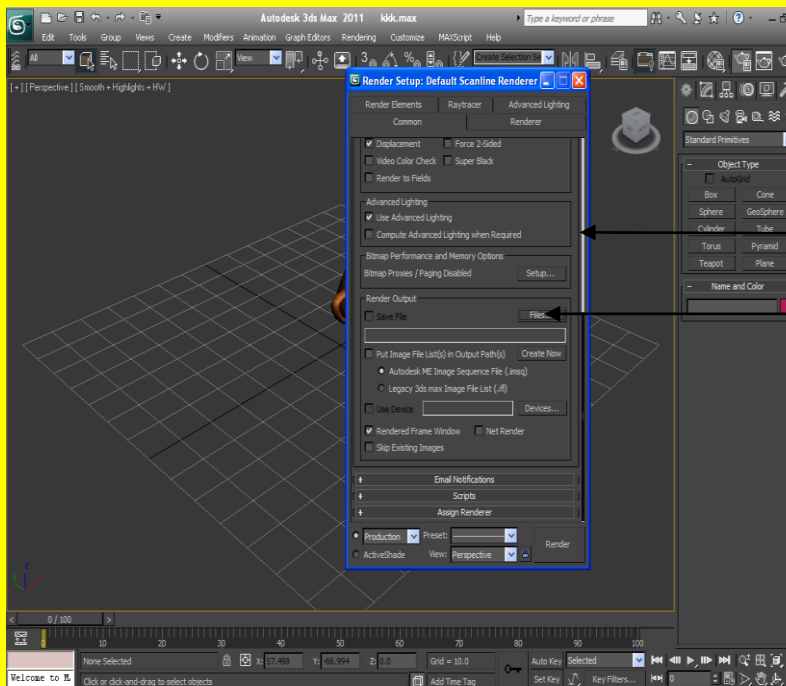 Autodesk 3ds Max 2011 kkk.max
Type a keyword or phrase
Edit Tools Group Views Create Modifiers Animation Graph Editors Rendering Customize MAXScript Help
All View Create Selection Se
[ + ] [ Perspective ] [ Smooth + Highlights + HW ]
Render Setup: Default Scanline Renderer
Render Elements Raytracer Advanced Lighting
Common Renderer
Displacement Force 2-Sided
Video Color Check Super Black
Render to Fields
Advanced Lighting
Use Advanced Lighting
Compute Advanced Lighting when Required
Bitmap Performance and Memory Options
Bitmap Proxies / Paging Disabled Setup...
Render Output
Save File Files...
Put Image File List(s) in Output Path(s) Create Now
Autodesk ME Image Sequence File (.imsq)
Legacy 3ds max Image File List (.ifl)
Use Device Devices...
Rendered Frame Window Net Render
Skip Existing Images
+ Email Notifications
+ Scripts
+ Assign Renderer
Production Preset: Render
ActiveShade View: Perspective
Standard Primitives
- Object Type
AutoGrid
Box Cone
Sphere GeoSphere
Cylinder Tube
Torus Pyramid
Teapot Plane
- Name and Color
< 0 / 100 >
0 10 20 30 40 50 60 70 80 90 100
None Selected X: 57.498 Y: -66.994 Z: 0.0 Grid = 10.0 Auto Key Selected
Welcome to M Click or click-and-drag to select objects Add Time Tag Set Key Key Filters... 0